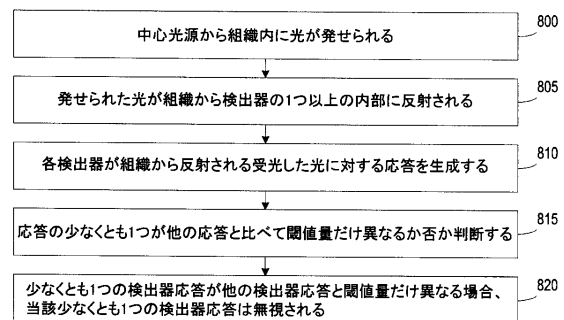 中心光源から組織内に光が発せられる
800
発せられた光が組織から検出器の1つ以上の内部に反射される
805
各検出器が組織から反射される受光した光に対する応答を生成する
810
応答の少なくとも1つが他の応答と比べて閾値量だけ異なるか否か判断する
815
少なくとも1つの検出器応答が他の検出器応答と閾値量だけ異なる場合、
当該少なくとも1つの検出器応答は無視される
820